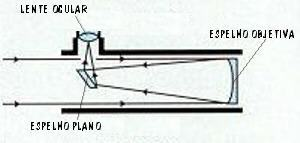 LENTE OCULAR
ESPELHO OBJETIVA
ESPELHO PLANO